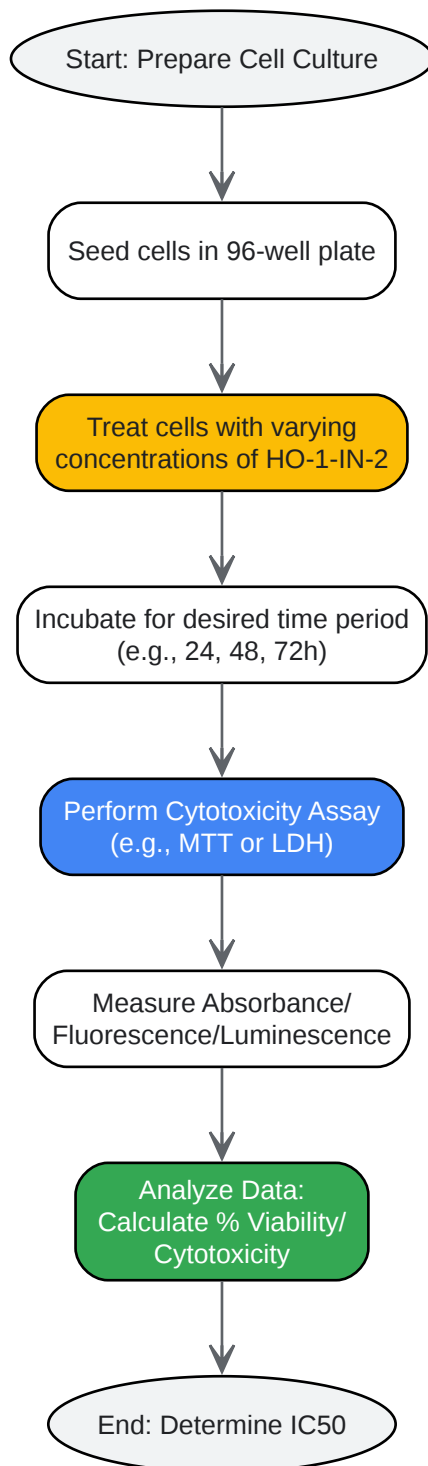 Start: Prepare Cell Culture
Seed cells in 96-well plate
Treat cells with varying
concentrations of HO-1-IN-2
Incubate for desired time period
(e.g., 24, 48, 72h)
Perform Cytotoxicity Assay
(e.g., MTT or LDH)
Measure Absorbance/
Fluorescence/Luminescence
Analyze Data:
Calculate % Viability/
Cytotoxicity
End: Determine IC50